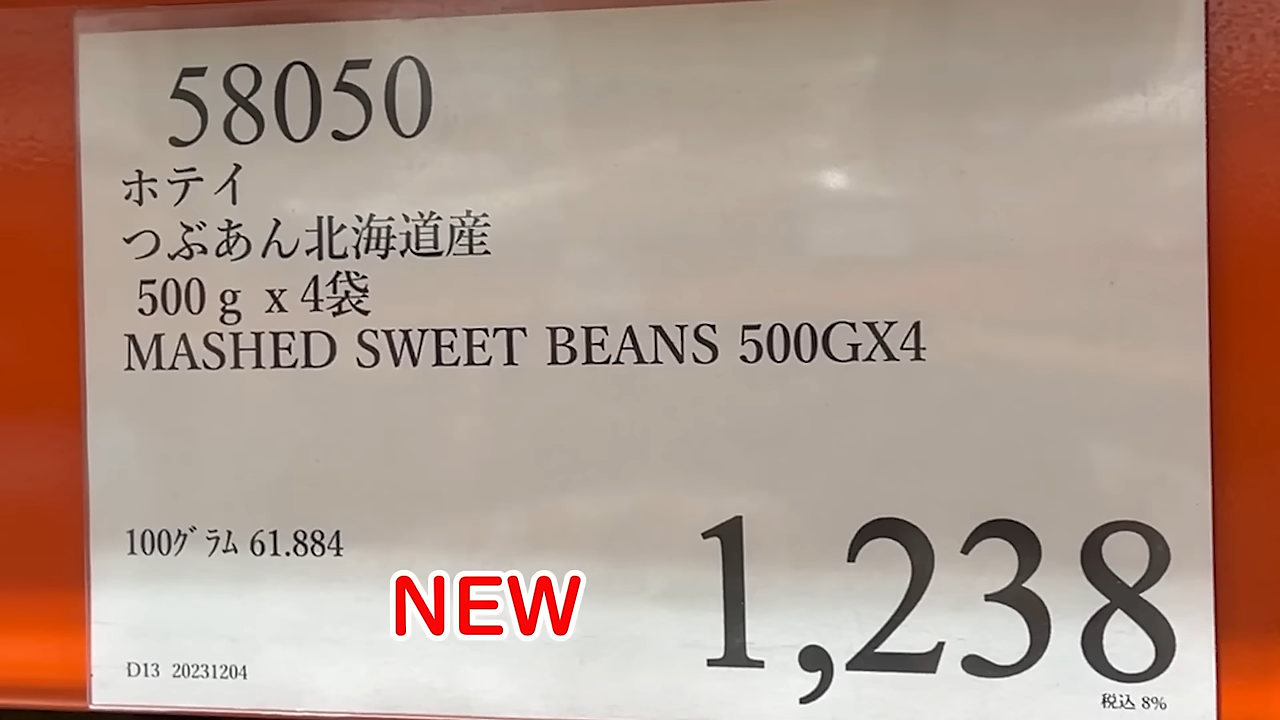 58050
ホテイ
つぶあん北海道産
500ｇ x 4袋
MASHED SWEET BEANS 500GX4
100ｸﾞﾗﾑ 61.884
NEW
1,238
D13 20231204
税込 8%